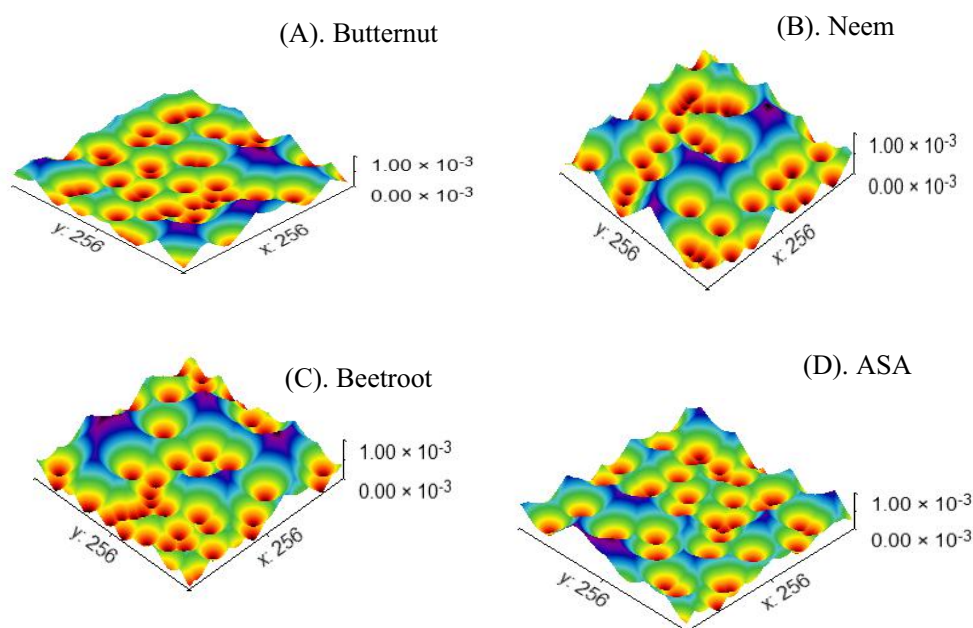 (A). Butternut
1.00 × 10-3
0.00 × 10-3
y: 256
x: 256
(B). Neem
1.00 × 10-3
0.00 × 10-3
y: 256
x: 256
(C). Beetroot
1.00 × 10-3
0.00 × 10-3
y: 256
x: 256
(D). ASA
1.00 × 10-3
0.00 × 10-3
y: 256
x: 256